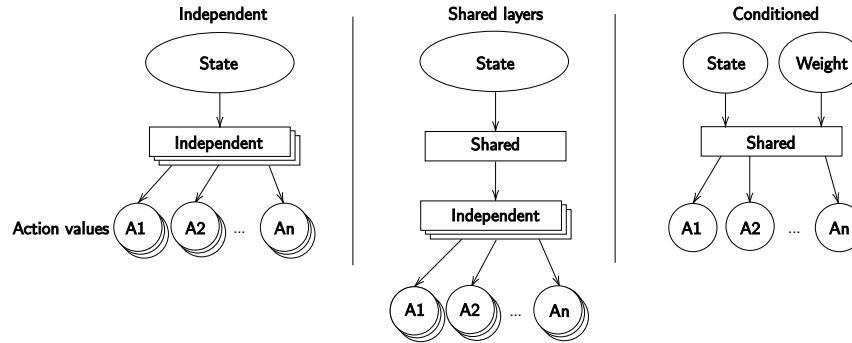 Independent
State
Independent
Action values A1 A2 ... An
Shared layers
State
Shared
Independent
A1 A2 ... An
Conditioned
State Weight
Shared
A1 A2 ... An